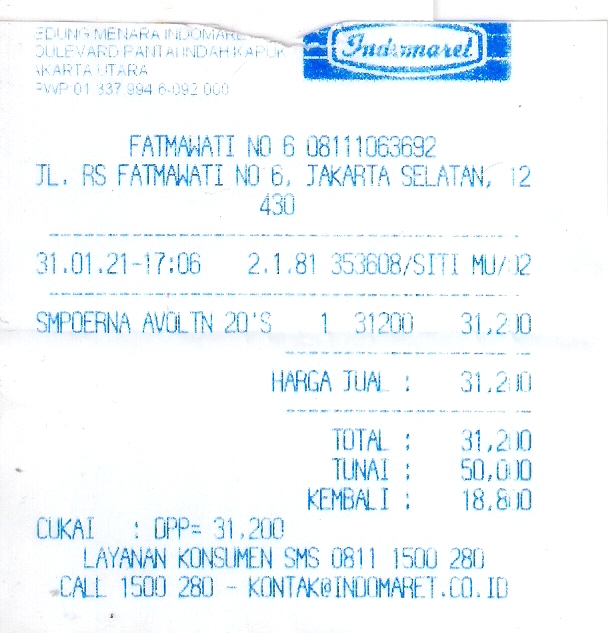 EDUNG MENARA INDOMARE
OULEVARD PANTAI INDAH KAPUK
AKARTA UTARA
PWP 01 337 994 6-092 000
Indomaret
FATMAWATI NO 6 08111063692
JL. RS FATMAWATI NO 6, JAKARTA SELATAN, 12
430
31.01.21-17:06 2.1.81 353608/SITI MU/02
SMPOERNA AVOLTN 20'S 1 31200 31,200
HARGA JUAL : 31,200
TOTAL : 31,200
TUNAI : 50,000
KEMBALI : 18,800
CUKAI : DPP= 31,200
LAYANAN KONSUMEN SMS 0811 1500 280
CALL 1500 280 - KONTAK@INDOMARET.CO.ID